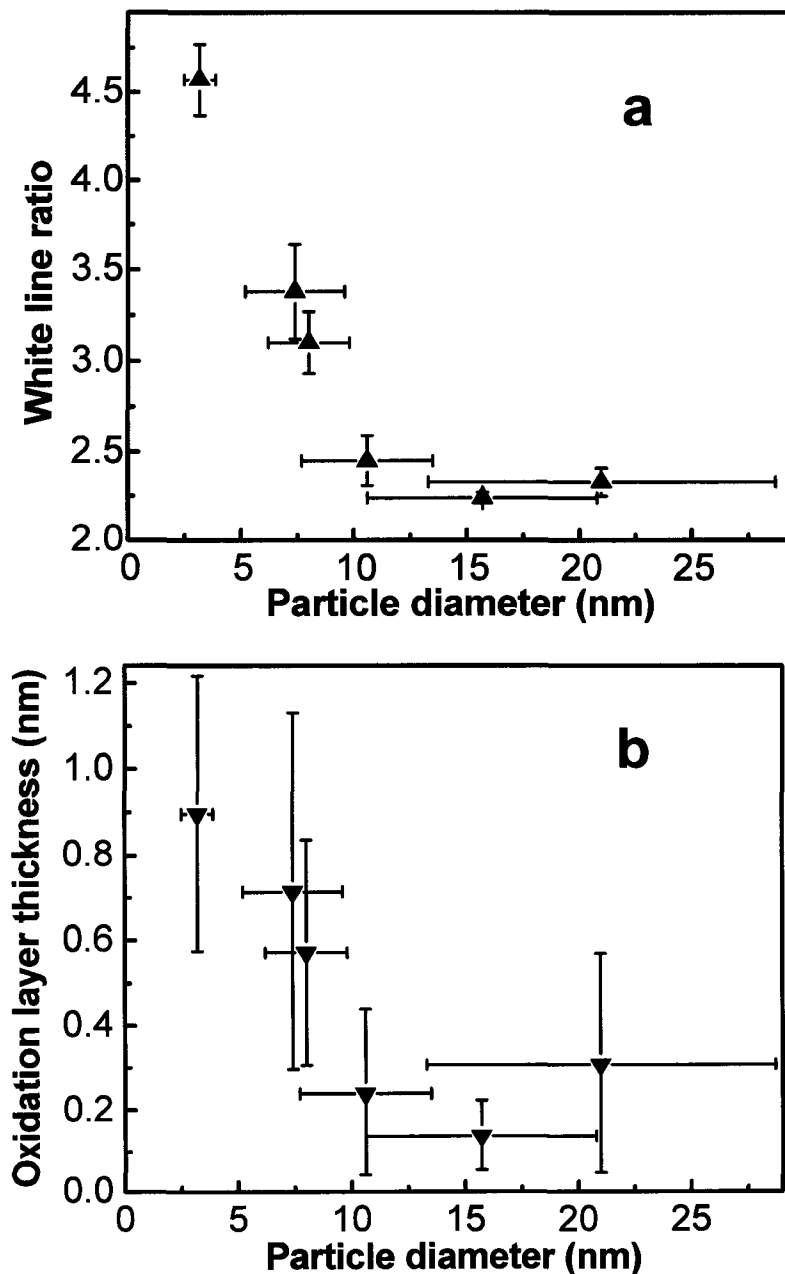 a
White line ratio
4.5
4.0
3.5
3.0
2.5
2.0
0 5 10 15 20 25
Particle diameter (nm)
b
Oxidation layer thickness (nm)
1.2
1.0
0.8
0.6
0.4
0.2
0.0
0 5 10 15 20 25
Particle diameter (nm)